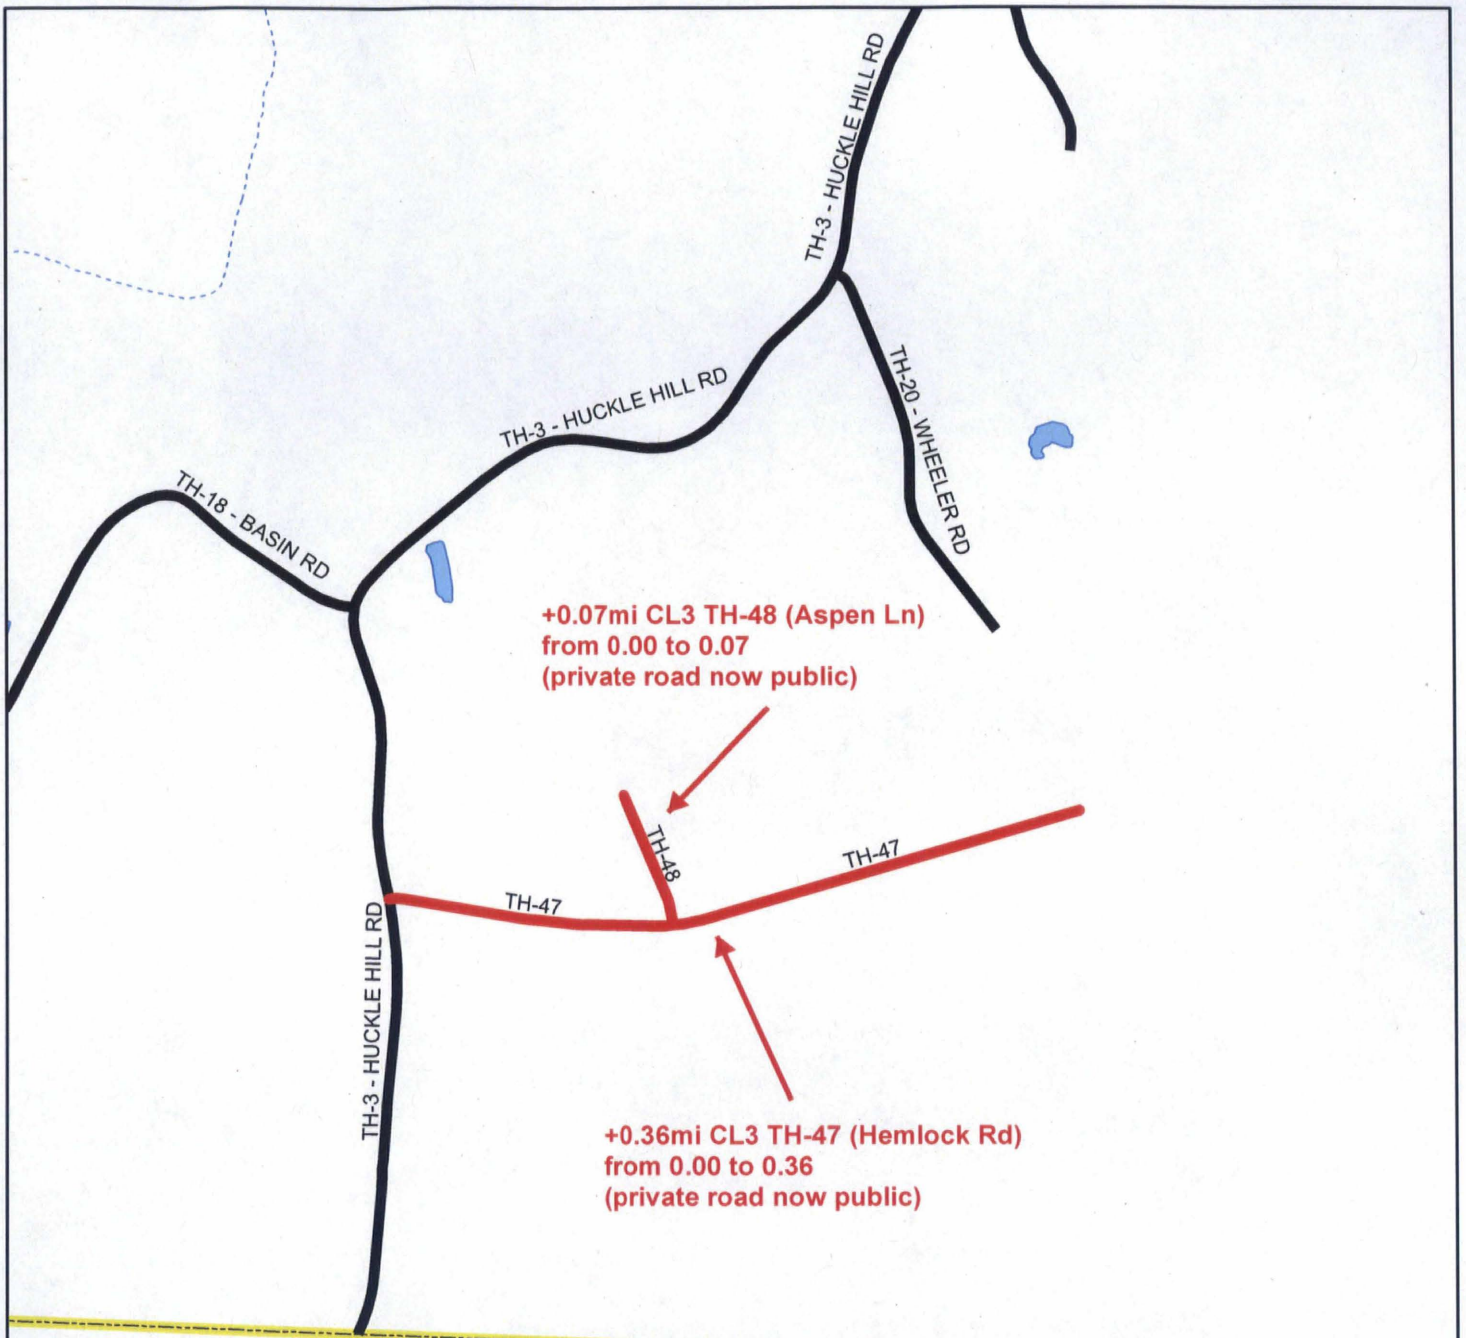 TH-3 - HUCKLE HILL RD
TH-3 - HUCKLE HILL RD
TH-20 - WHEELER RD
TH-18 - BASIN RD
+0.07mi CL3 TH-48 (Aspen Ln)
from 0.00 to 0.07
(private road now public)
TH-48
TH-47
TH-47
TH-3 - HUCKLE HILL RD
+0.36mi CL3 TH-47 (Hemlock Rd)
from 0.00 to 0.36
(private road now public)